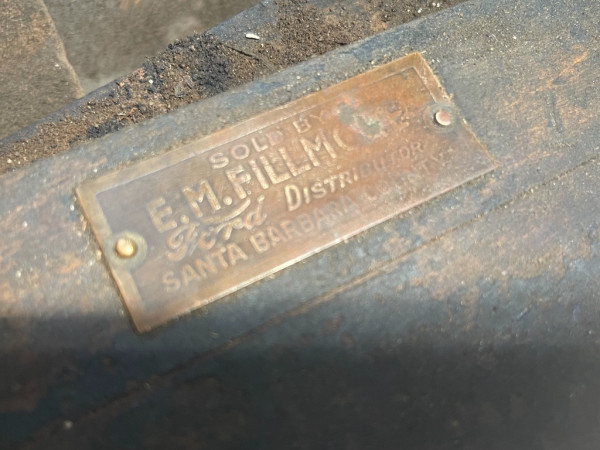 SOLD BY
E.M. FILLMORE
Ford DISTRIBUTOR
SANTA BARBARA COUNTY